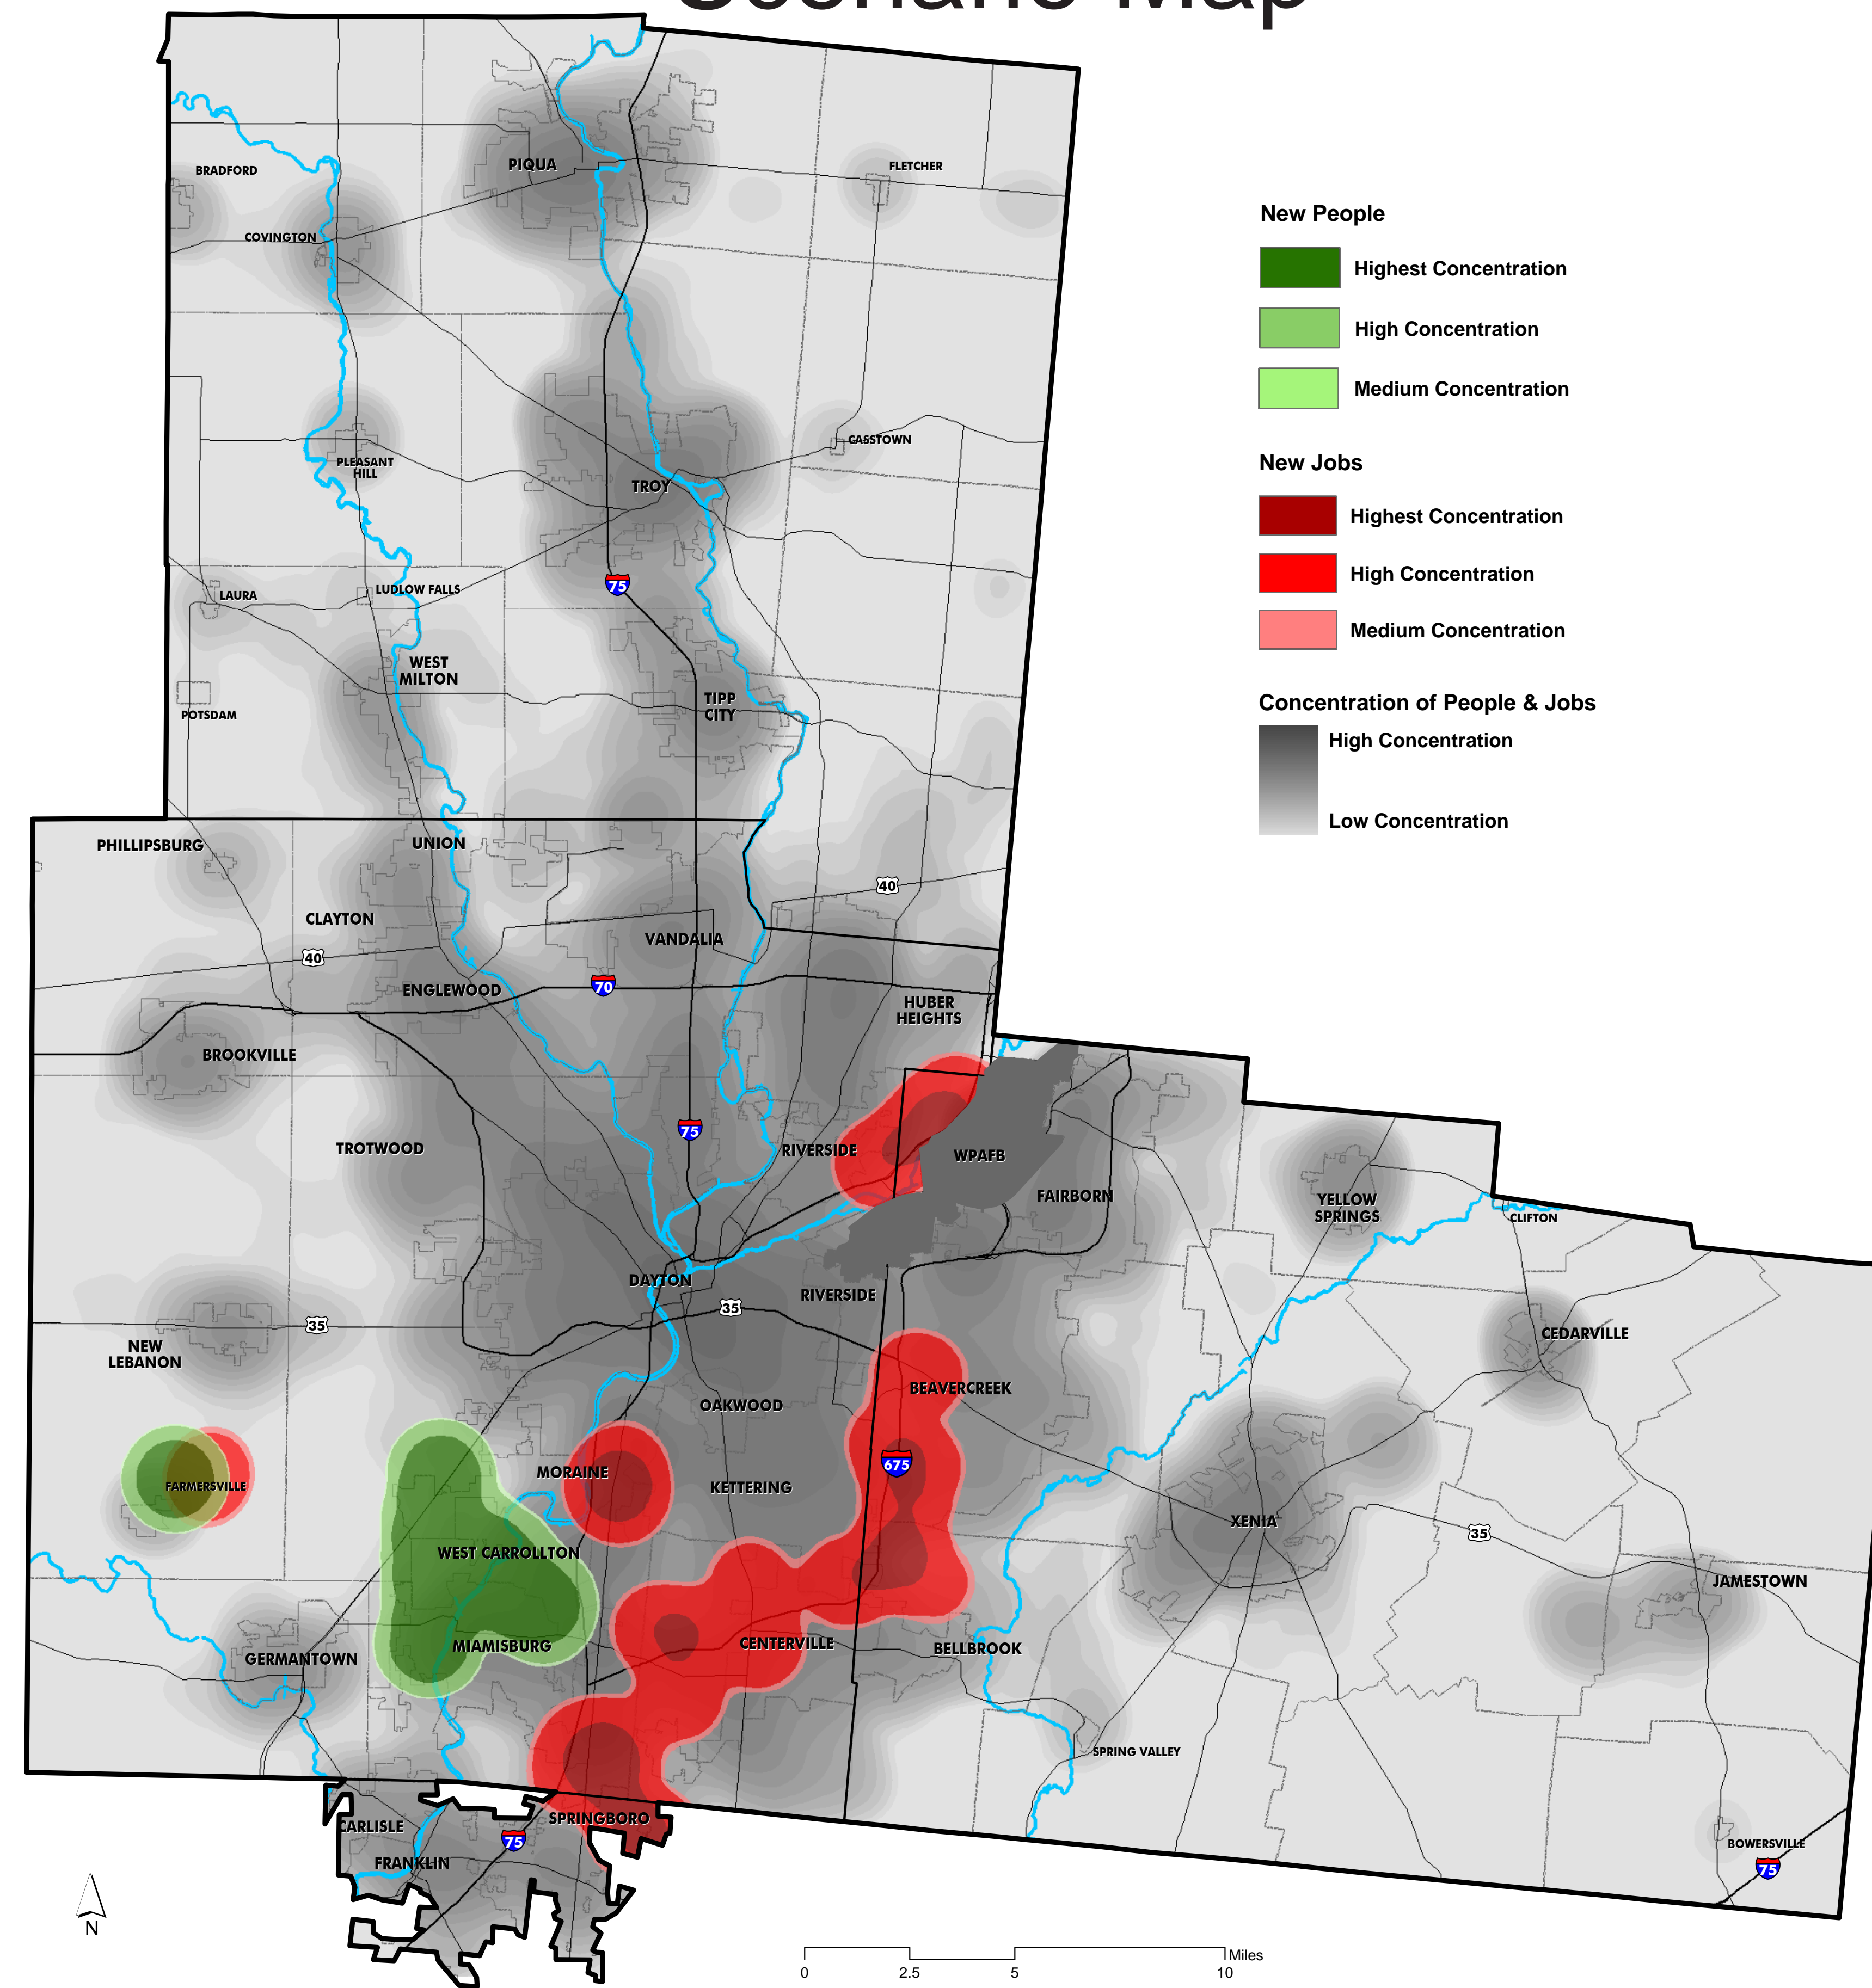 Scenario Map
New People
Highest Concentration
High Concentration
Medium Concentration
New Jobs
Highest Concentration
High Concentration
Medium Concentration
Concentration of People & Jobs
High Concentration
Low Concentration
BRADFORD
PIQUA
FLETCHER
COVINGTON
PLEASANT
HILL
CASSTOWN
TROY
75
LAURA
LUDLOW FALLS
WEST
MILTON
TIPP
CITY
POTSDAM
PHILLIPSBURG
UNION
40
CLAYTON
VANDALIA
40
ENGLEWOOD
70
HUBER
HEIGHTS
BROOKVILLE
75
TROTWOOD
RIVERSIDE
WPAFB
FAIRBORN
YELLOW
SPRINGS
CLIFTON
DAYTON
RIVERSIDE
35
35
NEW
LEBANON
CEDARVILLE
BEAVERCREEK
OAKWOOD
675
MORAINE
FARMERSVILLE
KETTERING
XENIA
35
WEST CARROLLTON
JAMESTOWN
MIAMISBURG
CENTERVILLE
BELLBROOK
GERMANTOWN
SPRING VALLEY
SPRINGBORO
CARLISLE
75
FRANKLIN
BOWERSVILLE
75
N
Miles
0
2.5
5
10